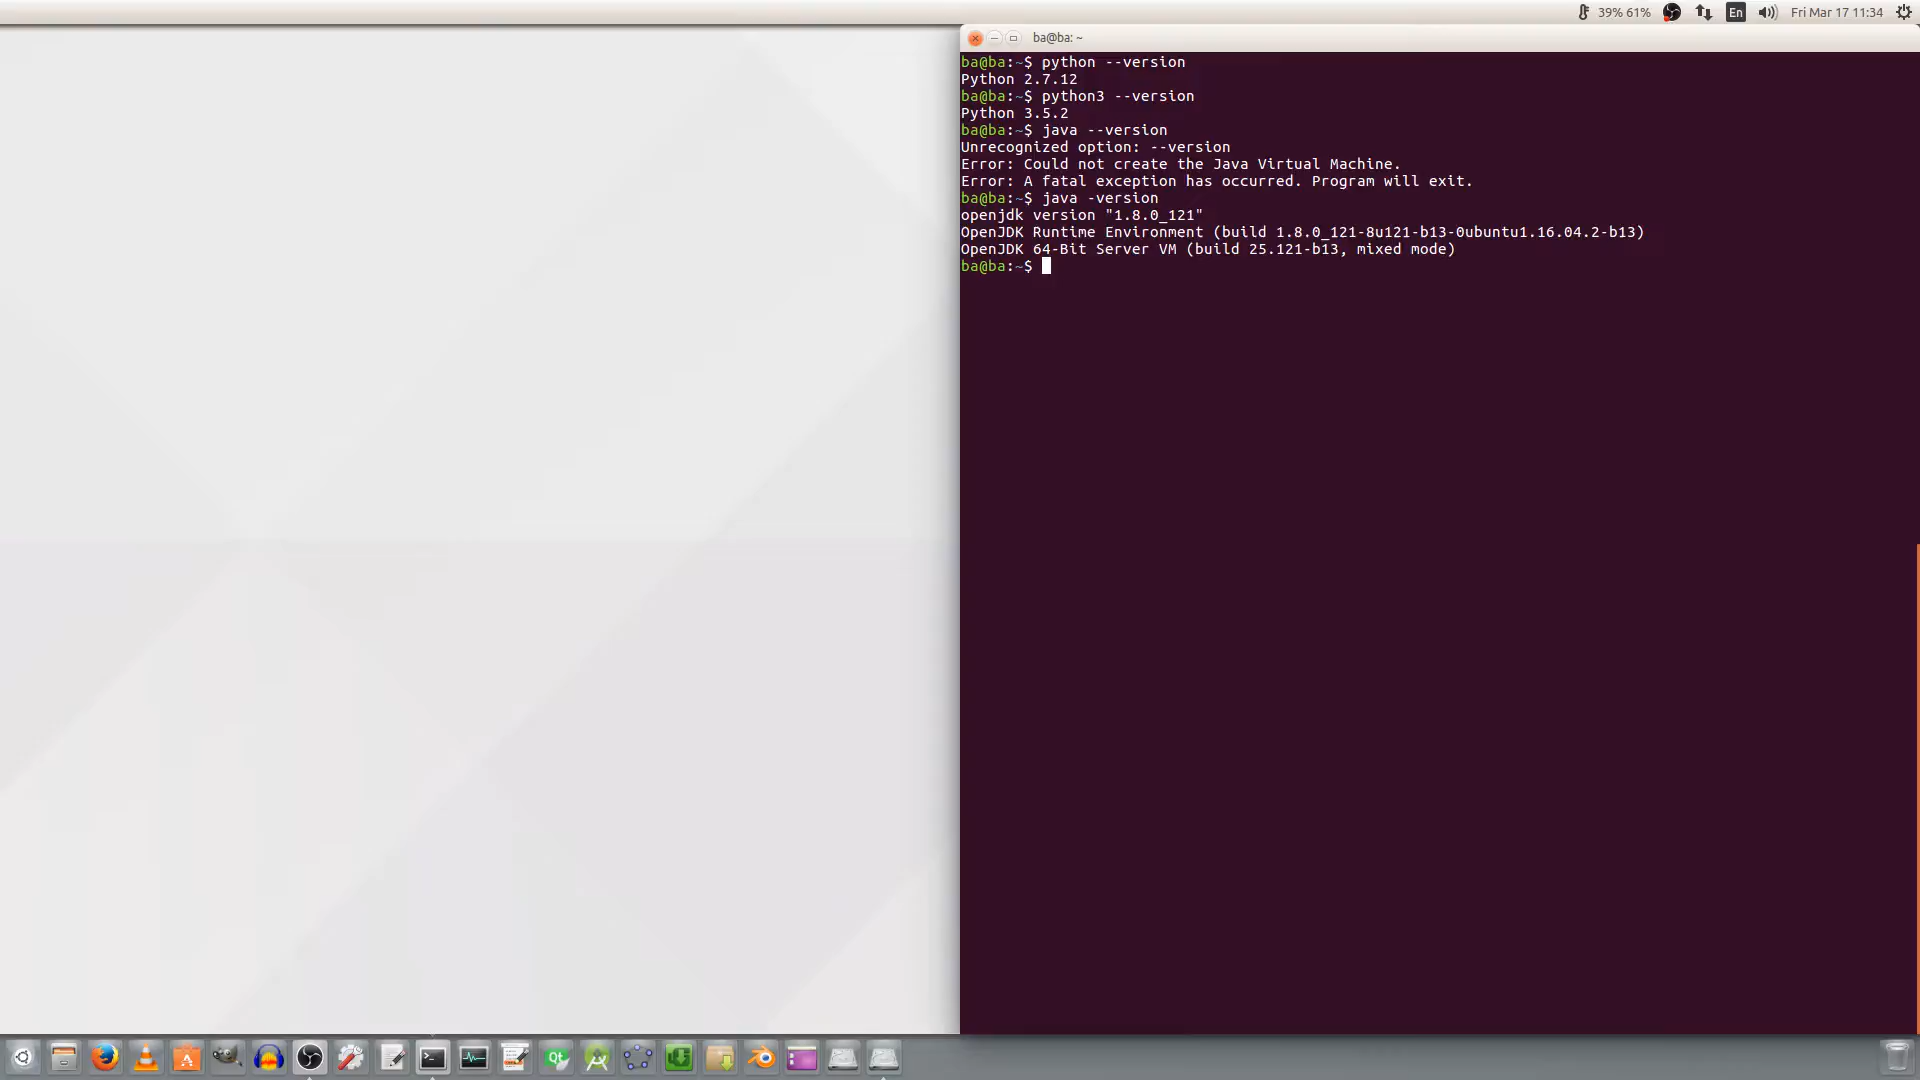 39% 61% En Fri Mar 17 11:34
ba@ba: ~
ba@ba:~$ python --version
Python 2.7.12
ba@ba:~$ python3 --version
Python 3.5.2
ba@ba:~$ java --version
Unrecognized option: --version
Error: Could not create the Java Virtual Machine.
Error: A fatal exception has occurred. Program will exit.
ba@ba:~$ java -version
openjdk version "1.8.0_121"
OpenJDK Runtime Environment (build 1.8.0_121-8u121-b13-0ubuntu1.16.04.2-b13)
OpenJDK 64-Bit Server VM (build 25.121-b13, mixed mode)
ba@ba:~$
Qt